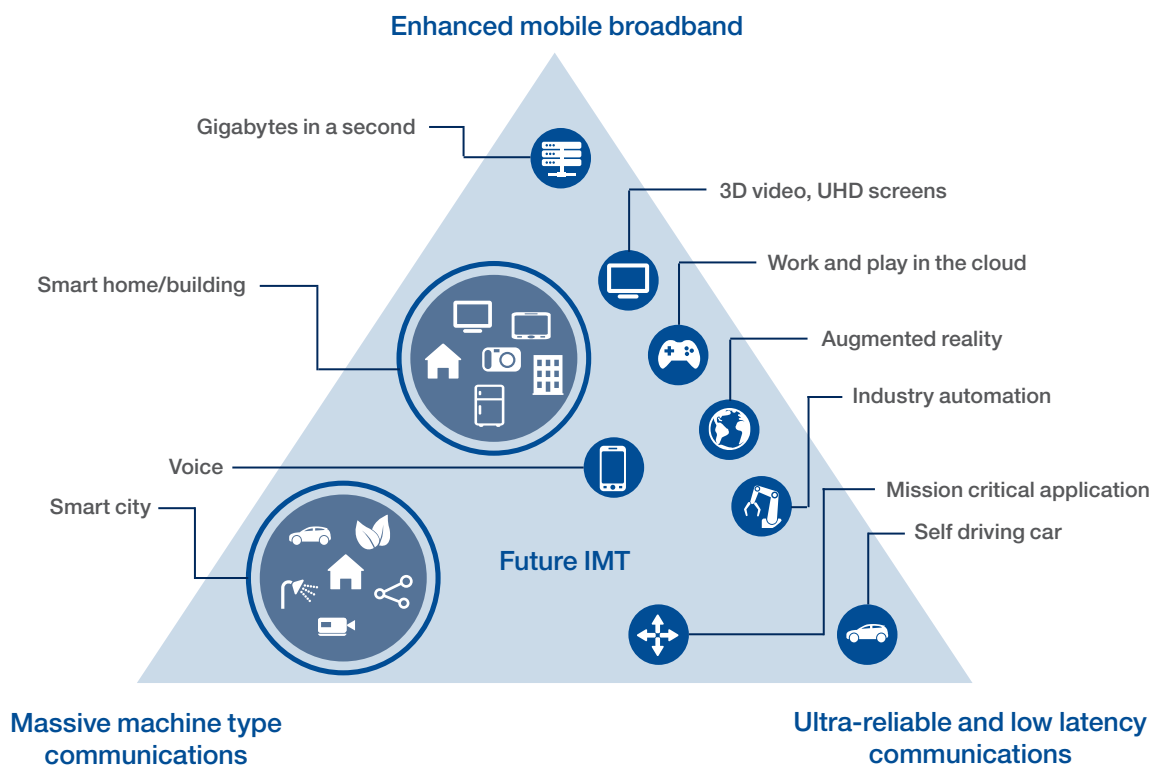 Enhanced mobile broadband
Gigabytes in a second
3D video, UHD screens
Work and play in the cloud
Smart home/building
Augmented reality
Industry automation
Voice
Mission critical application
Smart city
Self driving car
Future IMT
Massive machine type
communications
Ultra-reliable and low latency
communications